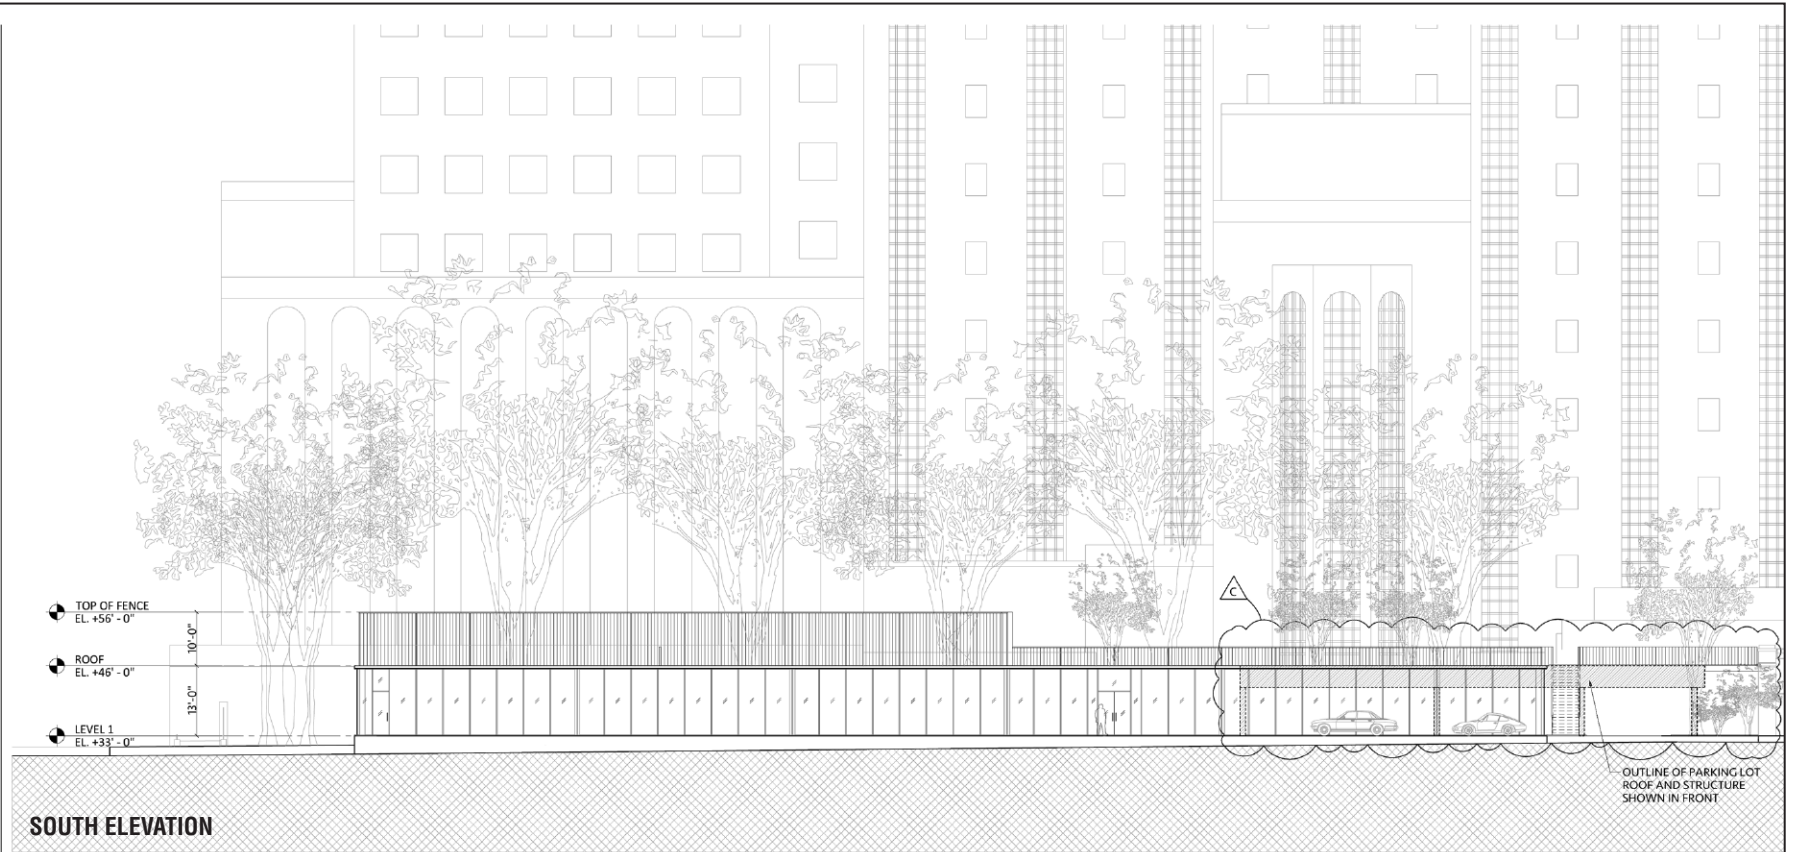 TOP OF FENCE
EL. +56' - 0"
10'-0"
ROOF
EL. +46' - 0"
13'-0"
LEVEL 1
EL. +33' - 0"
C
OUTLINE OF PARKING LOT
ROOF AND STRUCTURE
SHOWN IN FRONT
SOUTH ELEVATION